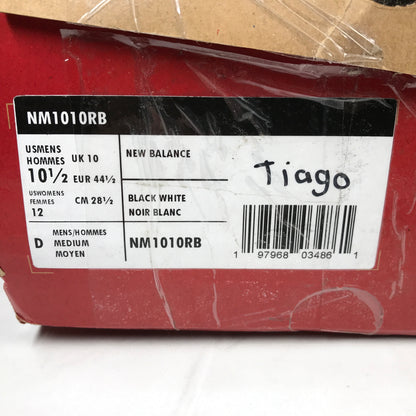 NM1010RB
USMENS
HOMMES
10½
UK 10
EUR 44½
USWOMENS
FEMMES
12
CM 28½
NEW BALANCE
BLACK WHITE
NOIR BLANC
Tiago
D
MENS/HOMMES
MEDIUM
MOYEN
NM1010RB
1 97968 03486 1